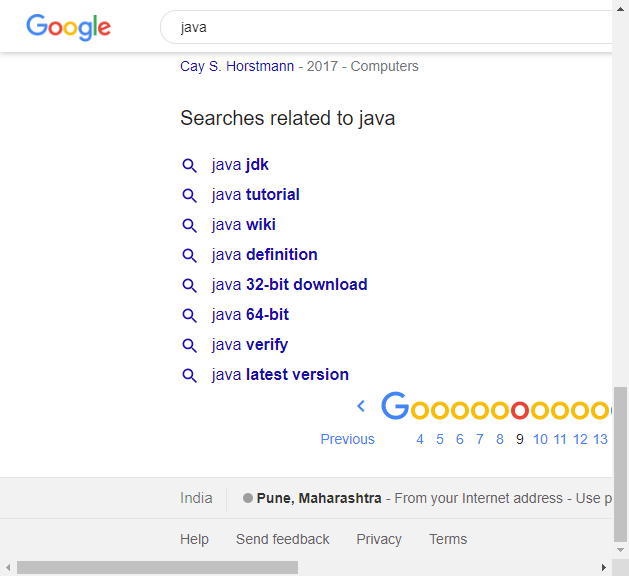 Google
java
Cay S. Horstmann - 2017 - Computers
Searches related to java
java jdk
java tutorial
java wiki
java definition
java 32-bit download
java 64-bit
java verify
java latest version
Goooooooooo
Previous 4 5 6 7 8 9 10 11 12 13
India Pune, Maharashtra - From your Internet address - Use p
Help Send feedback Privacy Terms